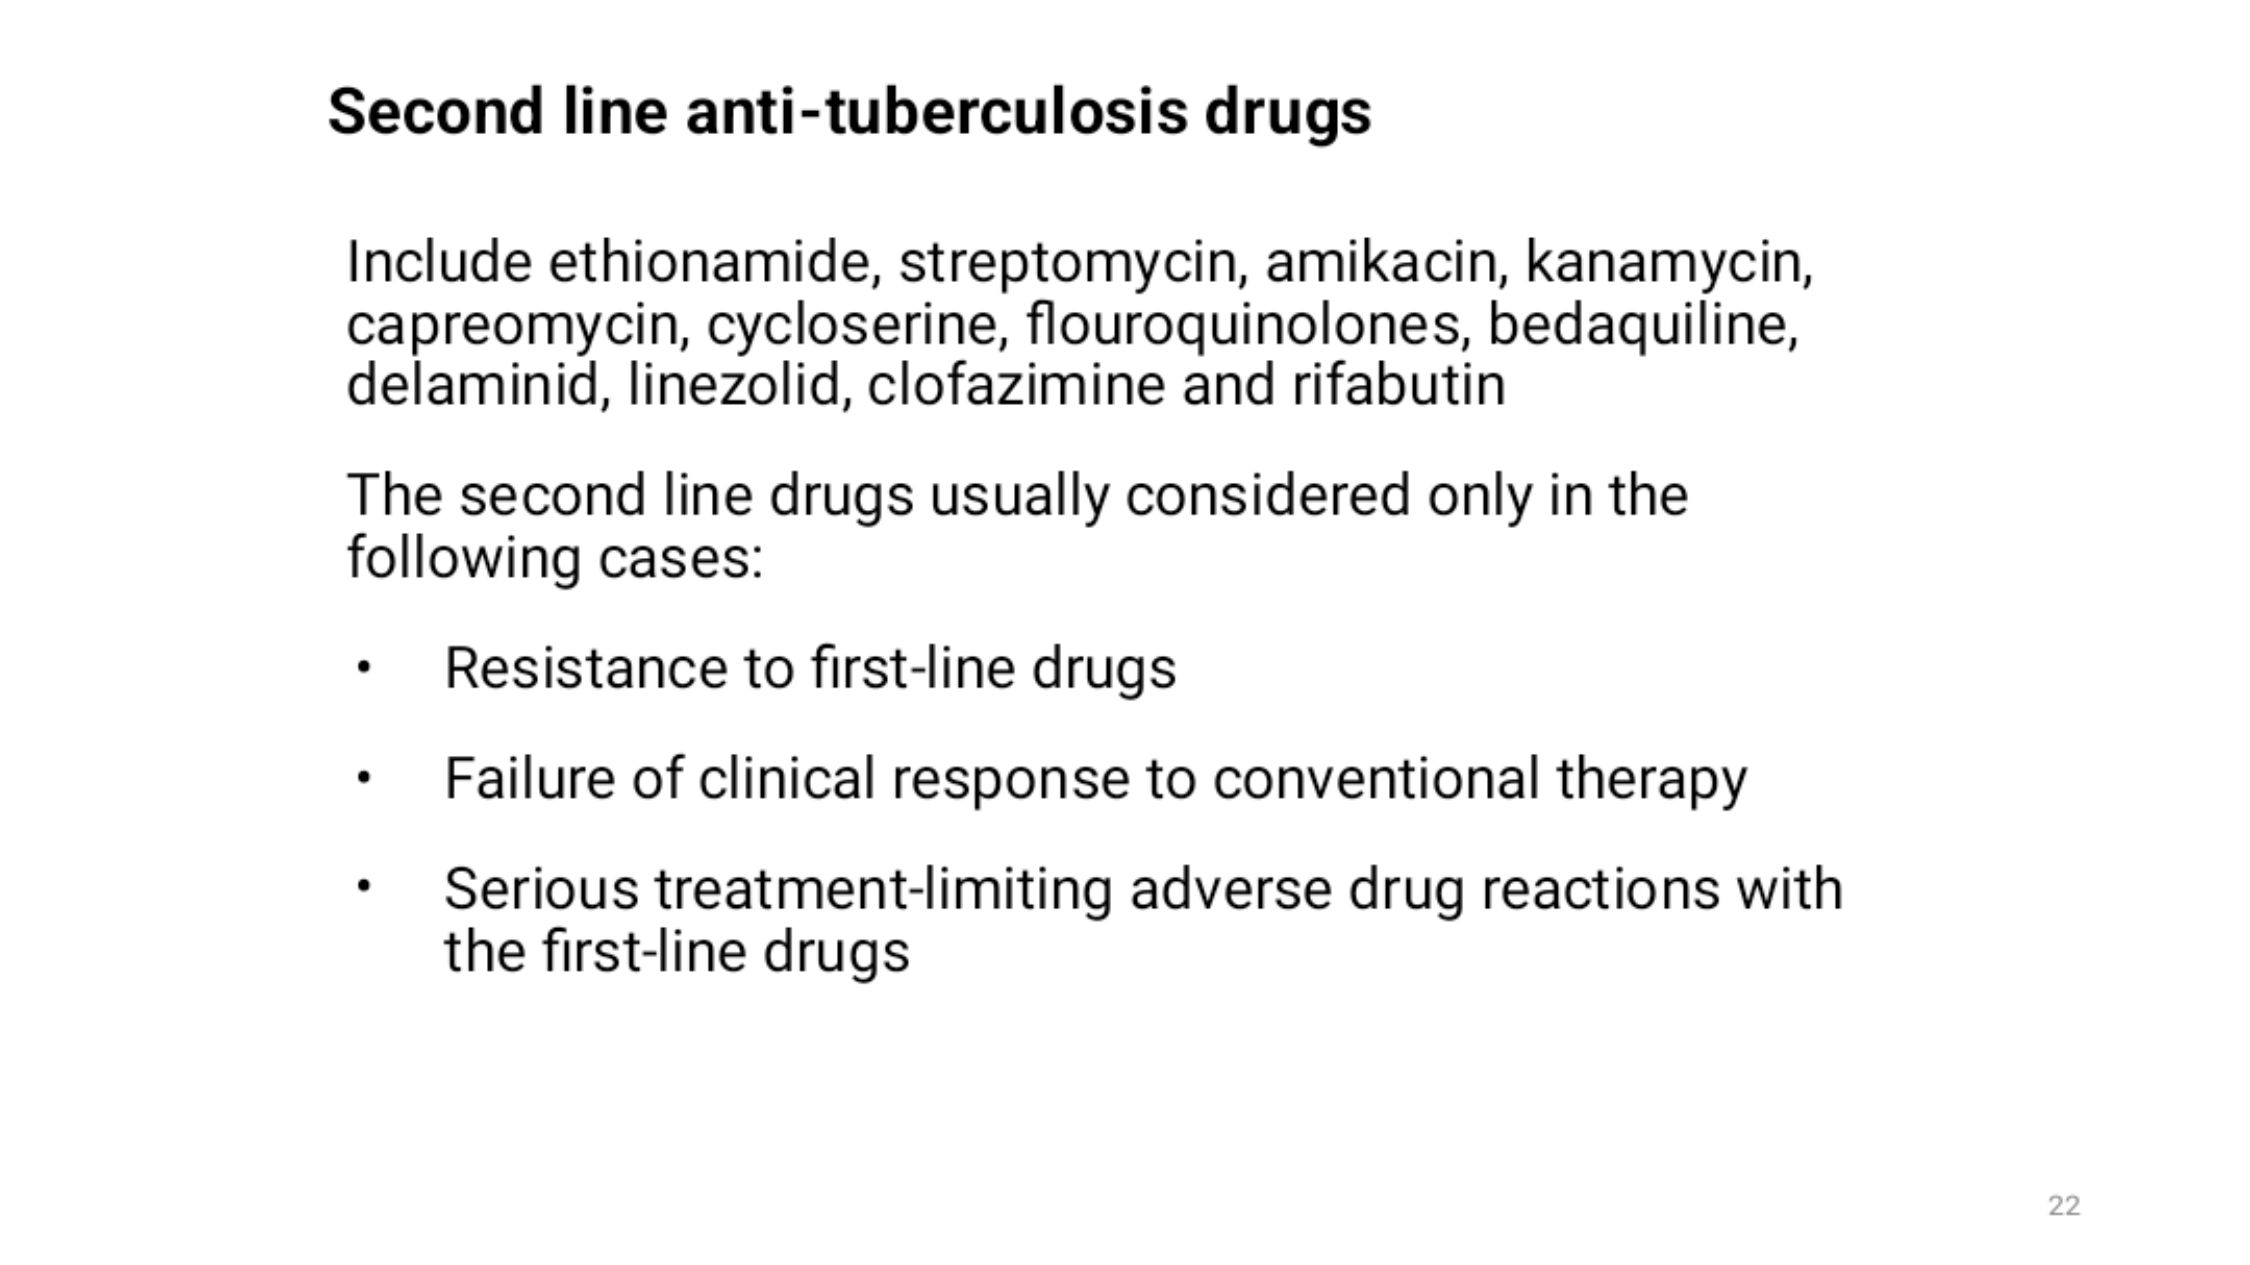 Second line anti-tuberculosis drugs
Include ethionamide, streptomycin, amikacin, kanamycin,
capreomycin, cycloserine, flouroquinolones, bedaquiline,
delaminid, linezolid, clofazimine and rifabutin
The second line drugs usually considered only in the
following cases:
• Resistance to first-line drugs
• Failure of clinical response to conventional therapy
• Serious treatment-limiting adverse drug reactions with
the first-line drugs
22